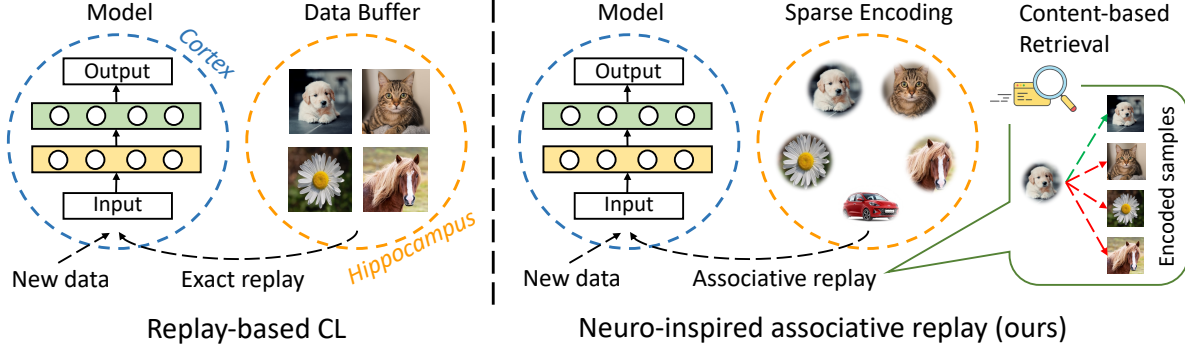 Model
Data Buffer
Cortex
Output
Input
Hippocampus
New data
Exact replay
Replay-based CL
Model
Sparse Encoding
Content-based
Retrieval
Output
Input
Encoded samples
New data
Associative replay
Neuro-inspired associative replay (ours)